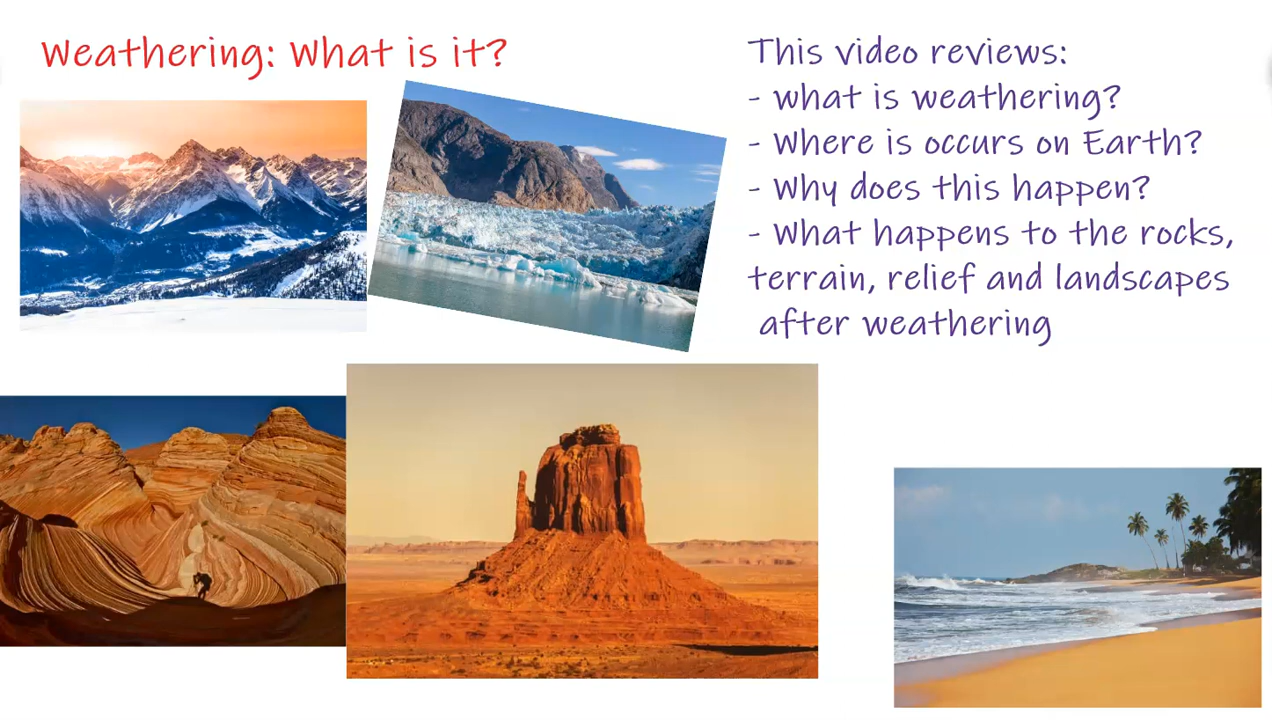 Weathering: What is it?
This video reviews:
- what is weathering?
- Where is occurs on Earth?
- Why does this happen?
- What happens to the rocks,
terrain, relief and landscapes
after weathering